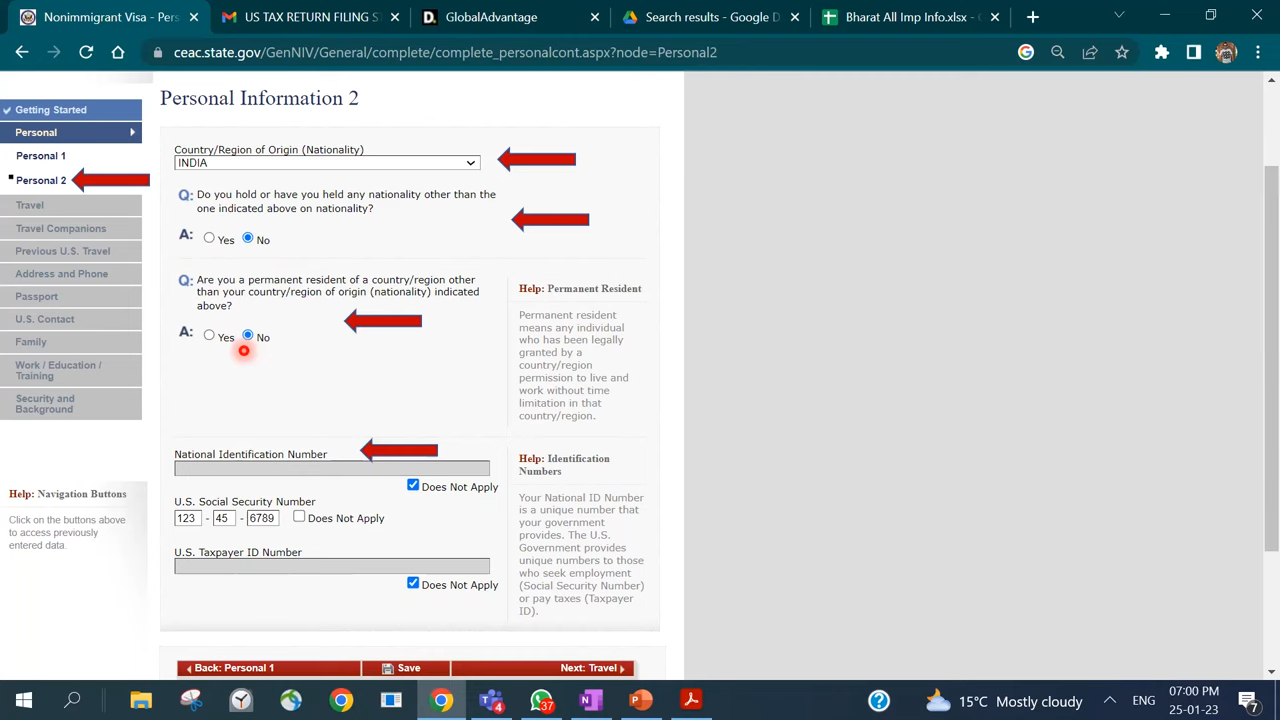 Nonimmigrant Visa - Pers
US TAX RETURN FILING S
GlobalAdvantage
Search results - Google D
Bharat All Imp Info.xlsx - G
ceac.state.gov/GenNIV/General/complete/complete_personalcont.aspx?node=Personal2
Getting Started
Personal
Personal 1
Personal 2
Travel
Travel Companions
Previous U.S. Travel
Address and Phone
Passport
U.S. Contact
Family
Work / Education /
Training
Security and
Background
Help: Navigation Buttons
Click on the buttons above
to access previously
entered data.
Personal Information 2
Country/Region of Origin (Nationality)
INDIA
Q: Do you hold or have you held any nationality other than the
one indicated above on nationality?
A: Yes No
Q: Are you a permanent resident of a country/region other
than your country/region of origin (nationality) indicated
above?
A: Yes No
Help: Permanent Resident
Permanent resident
means any individual
who has been legally
granted by a
country/region
permission to live and
work without time
limitation in that
country/region.
National Identification Number
Does Not Apply
U.S. Social Security Number
123 - 45 - 6789 Does Not Apply
U.S. Taxpayer ID Number
Does Not Apply
Help: Identification
Numbers
Your National ID Number
is a unique number that
your government
provides. The U.S.
Government provides
unique numbers to those
who seek employment
(Social Security Number)
or pay taxes (Taxpayer
ID).
Back: Personal 1
Save
Next: Travel
4
37
15°C Mostly cloudy
ENG
07:00 PM
25-01-23
7